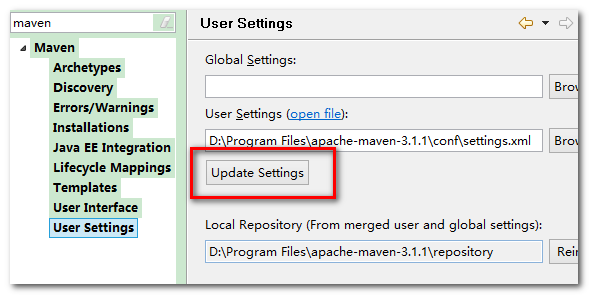 maven
Maven
Archetypes
Discovery
Errors/Warnings
Installations
Java EE Integration
Lifecycle Mappings
Templates
User Interface
User Settings
User Settings
Global Settings:
Brow
User Settings (open file):
D:\Program Files\apache-maven-3.1.1\conf\settings.xml
Brow
Update Settings
Local Repository (From merged user and global settings):
D:\Program Files\apache-maven-3.1.1\repository
Rein